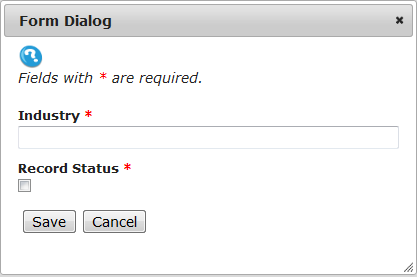 Form Dialog
Fields with * are required.
Industry *
Record Status *
Save Cancel